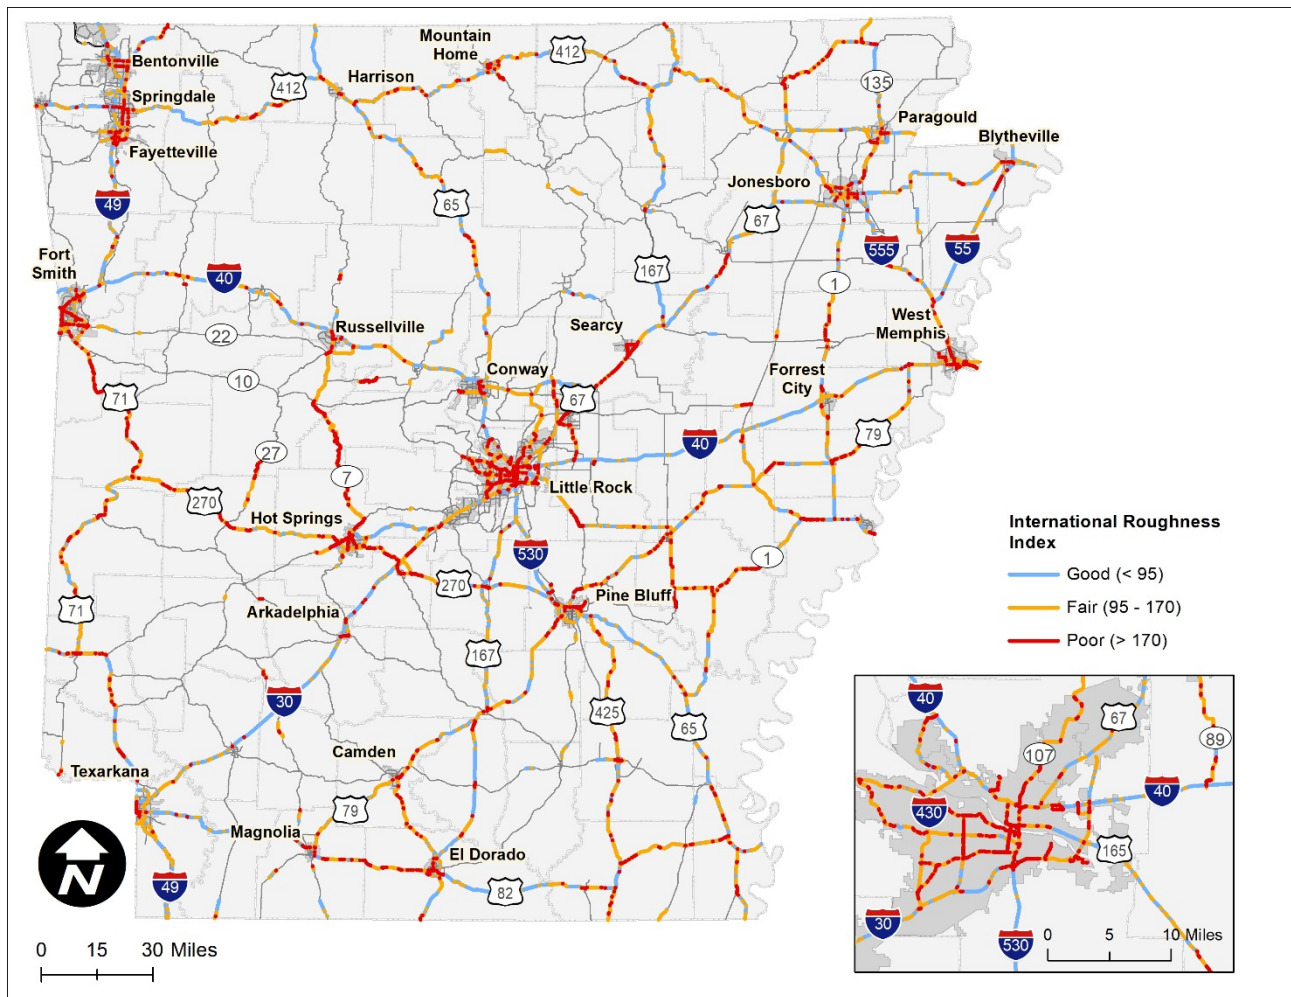 Mountain
Home
412
Bentonville
Harrison
412
Springdale
135
Paragould
Blytheville
Fayetteville
Jonesboro
49
65
67
555
55
Fort
Smith
40
167
1
22
Russellville
Searcy
West
Memphis
10
Conway
Forrest
City
71
67
79
40
27
7
Little Rock
270
Hot Springs
530
1
270
Pine Bluff
71
Arkadelphia
167
30
425
65
Camden
Texarkana
79
Magnolia
El Dorado
49
82
N
0 15 30 Miles
International Roughness
Index
Good (< 95)
Fair (95 - 170)
Poor (> 170)
40
67
107
89
40
430
165
30
530
0 5 10 Miles